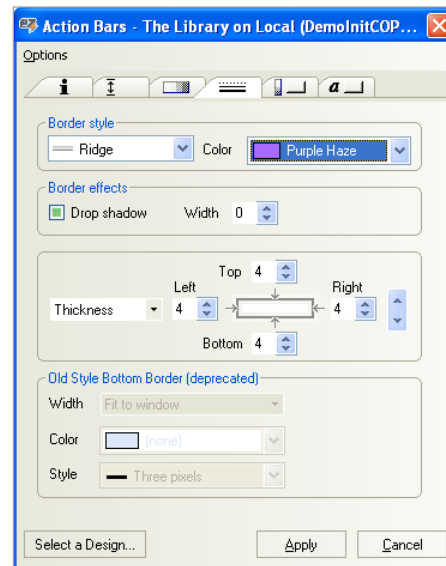 Action Bars - The Library on Local (DemoInitCOP...
Options
i
a
Border style
Ridge
Color
Purple Haze
Border effects
Drop shadow
Width
0
Top 4
Left
Right
Thickness
4
4
Bottom 4
Old Style Bottom Border (deprecated)
Width
Fit to window
Color
(none)
Style
Three pixels
Select a Design...
Apply
Cancel